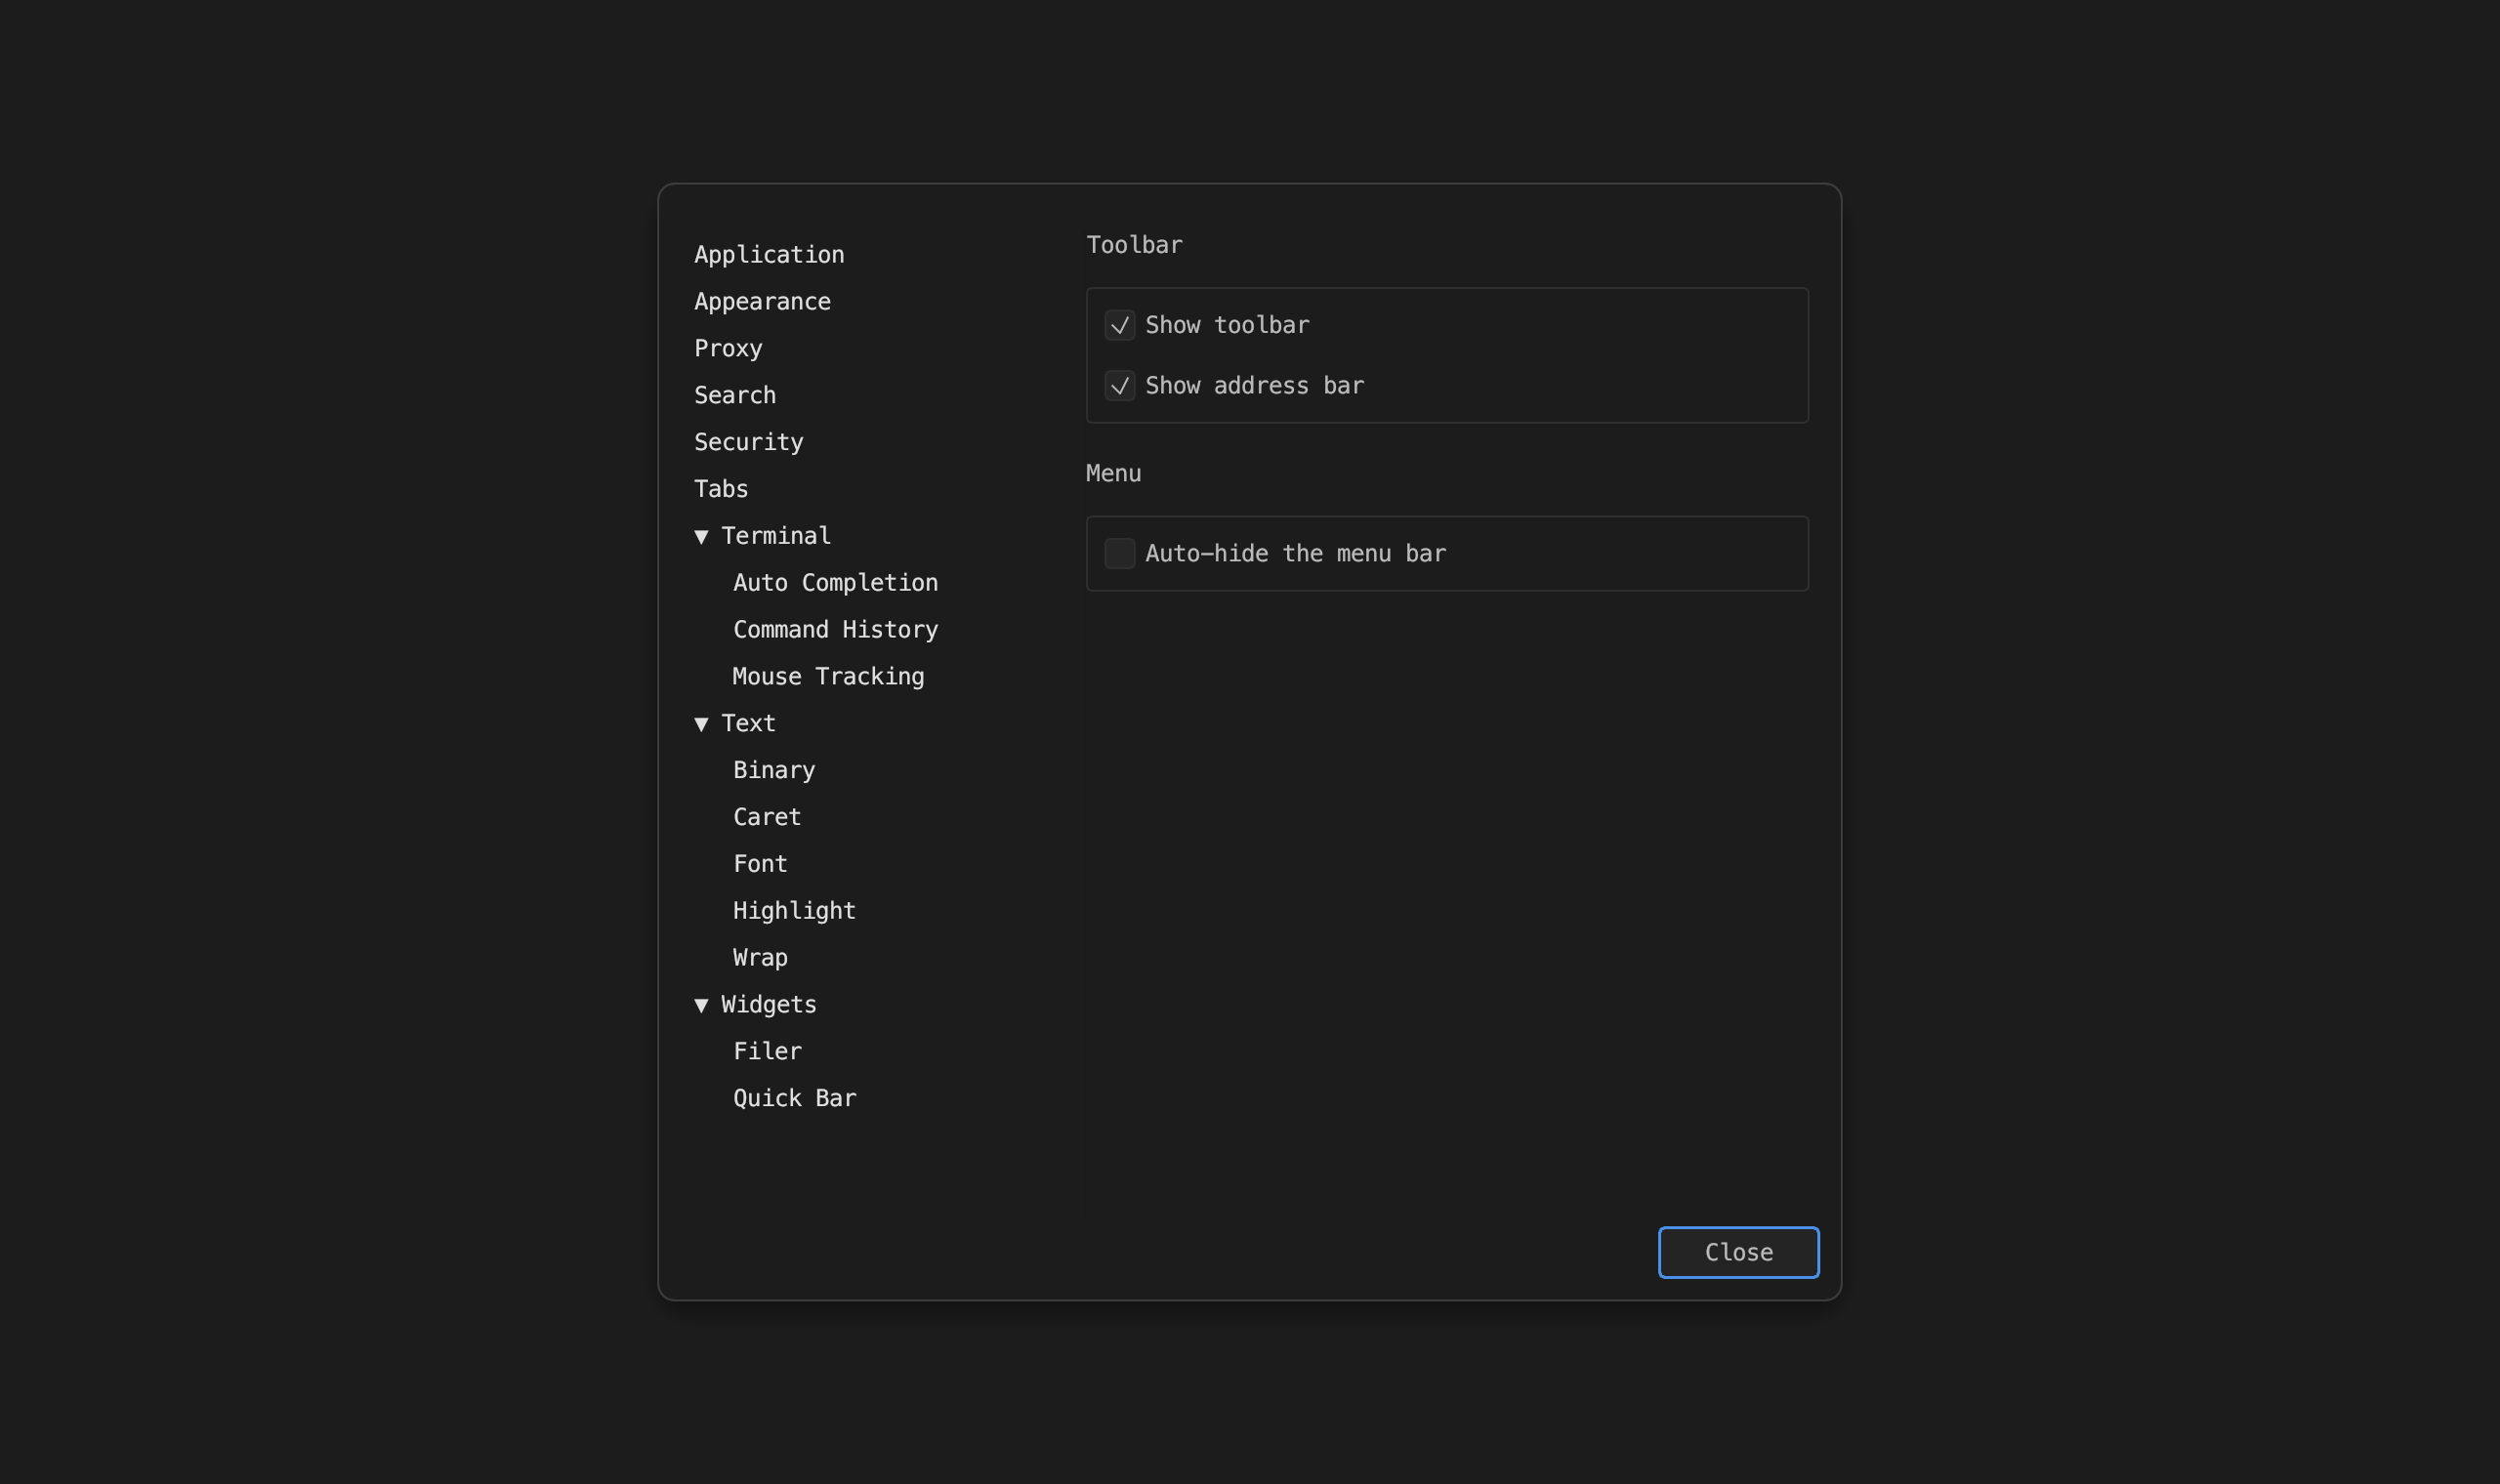 Application
Appearance
Proxy
Search
Security
Tabs
▼ Terminal
Auto Completion
Command History
Mouse Tracking
▼ Text
Binary
Caret
Font
Highlight
Wrap
▼ Widgets
Filer
Quick Bar
Toolbar
Show toolbar
Show address bar
Menu
Auto-hide the menu bar
Close